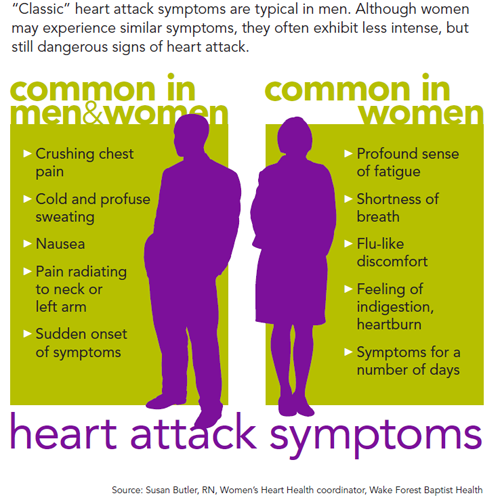 “Classic” heart attack symptoms are typical in men. Although women
may experience similar symptoms, they often exhibit less intense, but
still dangerous signs of heart attack.
common in
men&women
Crushing chest
pain
Cold and profuse
sweating
Nausea
Pain radiating
to neck or
left arm
Sudden onset
of symptoms
common in
women
Profound sense
of fatigue
Shortness of
breath
Flu-like
discomfort
Feeling of
indigestion,
heartburn
Symptoms for a
number of days
heart attack symptoms
Source: Susan Butler, RN, Women’s Heart Health coordinator, Wake Forest Baptist Health